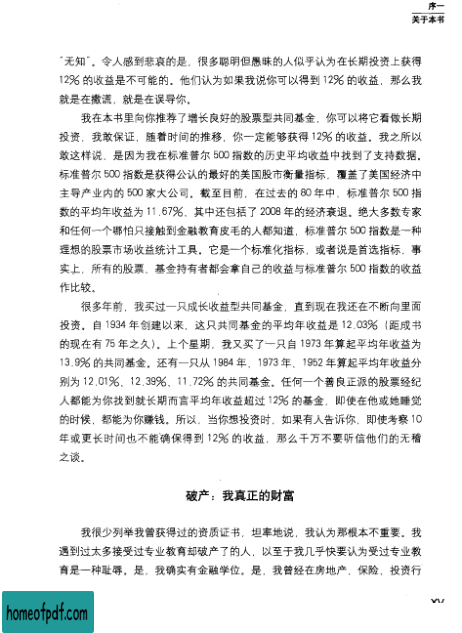 序一
关于本书
“无知”。令人感到悲哀的是，很多聪明但愚昧的人似乎认为在长期投资上获得
12%的收益是不可能的。他们认为如果我说你可以得到12%的收益，那么我
就是在撒谎，就是在误导你。
我在本书里向你推荐了增长良好的股票型共同基金，你可以将它看做长期
投资，我敢保证，随着时间的推移，你一定能够获得12%的收益。我之所以
敢这样说，是因为我在标准普尔500指数的历史平均收益中找到了支持数据。
标准普尔500指数是获得公认的最好的美国股市衡量指标，覆盖了美国经济中
主导产业内的500家大公司。截至目前，在过去的80年中，标准普尔500指
数的平均年收益为11.67%，其中还包括了2008年的经济衰退。绝大多数专家
和任何一个哪怕只接触到金融教育皮毛的人都知道，标准普尔500指数是一种
理想的股票市场收益统计工具。它是一个标准化指标，或者说是首选指标，事
实上，所有的股票、基金持有者都会拿自己的收益与标准普尔500指数的收益
作比较。
很多年前，我买过一只成长收益型共同基金，直到现在我还在不断向里面
投资。自1934年创建以来，这只共同基金的平均年收益是12.03%（距成书
的现在有75年之久）。上个星期，我又买了一只自1973年算起平均年收益为
13.9%的共同基金。还有一只从1984年、1973年、1952年算起平均年收益分
别为12.01%、12.39%、11.72%的共同基金。任何一个善良正派的股票经纪
人都能为你找到就长期而言平均年收益超过12%的基金，即使在他或她睡觉
的时候，都能为你赚钱。所以，当你想投资时，如果有人告诉你，即使考察10
年或更长时间也不能确保得到12%的收益，那么千万不要听信他们的无稽
之谈。
破产：我真正的财富
我很少列举我曾获得过的资质证书，坦率地说，我认为那根本不重要。我
遇到过太多接受过专业教育却破产了的人，以至于我几乎快要认为受过专业教
育是一种耻辱。是，我确实有金融学位。是，我曾经在房地产、保险、投资行
XV
homeofpdf.com